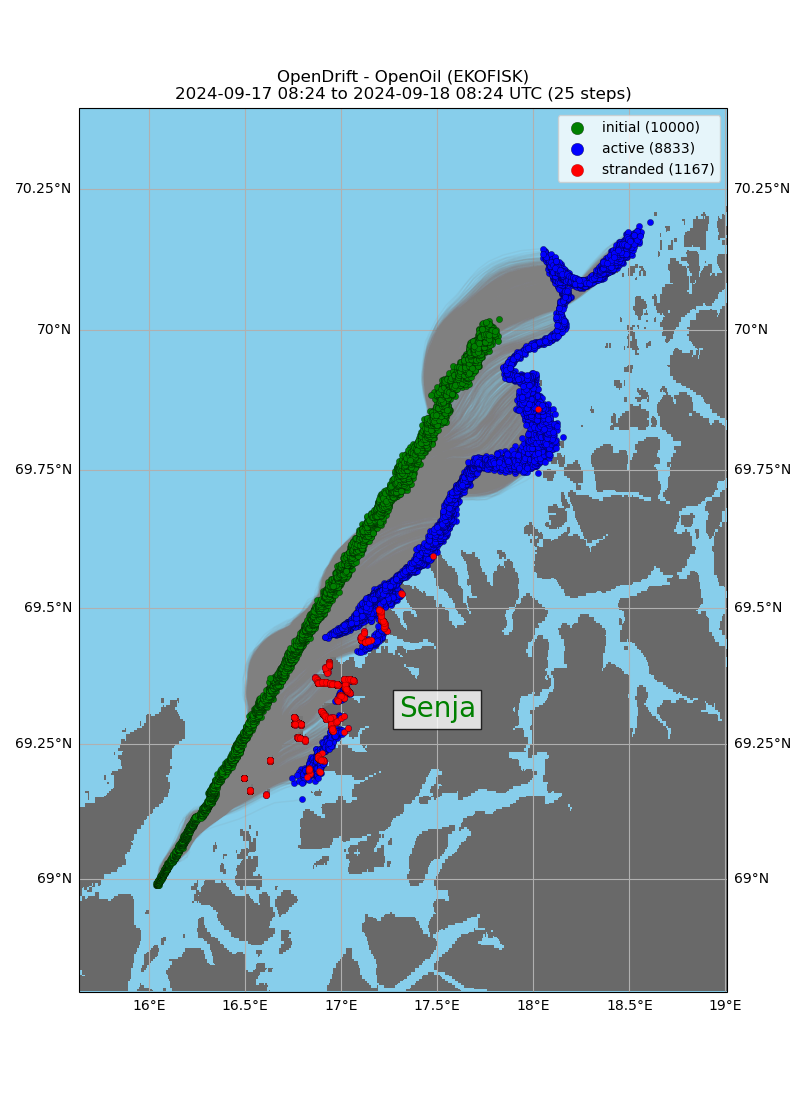 OpenDrift - OpenOil (EKOFISK)
2024-09-17 08:24 to 2024-09-18 08:24 UTC (25 steps)
initial (10000)
active (8833)
stranded (1167)
70.25°N 70.25°N
70°N 70°N
69.75°N 69.75°N
69.5°N 69.5°N
Senja
69.25°N 69.25°N
69°N 69°N
16°E 16.5°E 17°E 17.5°E 18°E 18.5°E 19°E